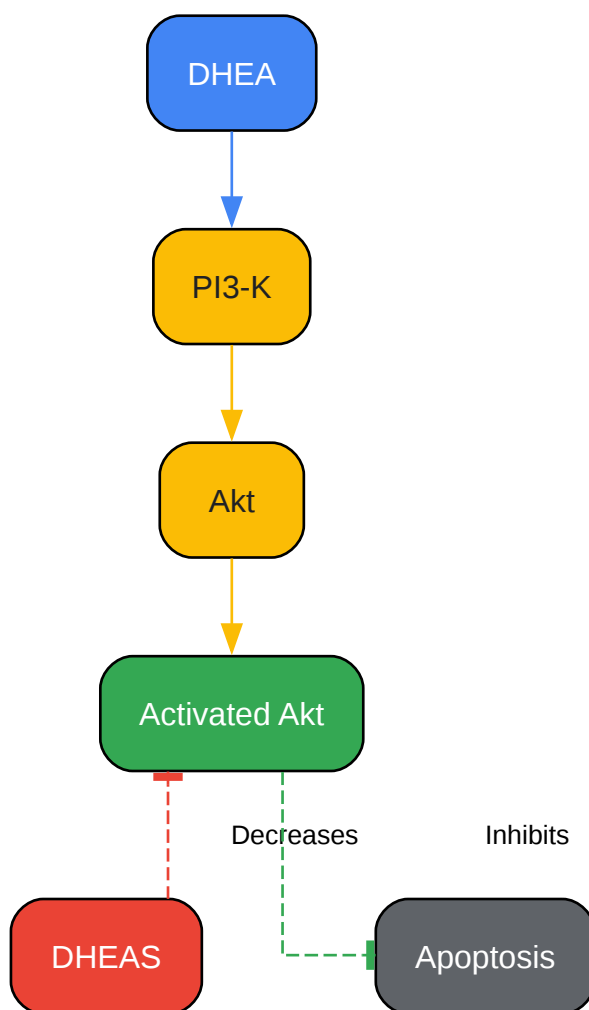 DHEA
PI3-K
Akt
Activated Akt
Decreases
Inhibits
DHEAS
Apoptosis